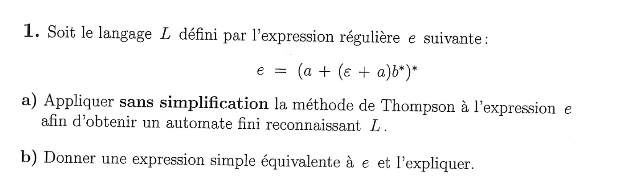 1. Soit le langage L défini par l'expression régulière e suivante :
e = (a + (ε + a)b*)*
a) Appliquer sans simplification la méthode de Thompson à l'expression e
afin d'obtenir un automate fini reconnaissant L.
b) Donner une expression simple équivalente à e et l'expliquer.